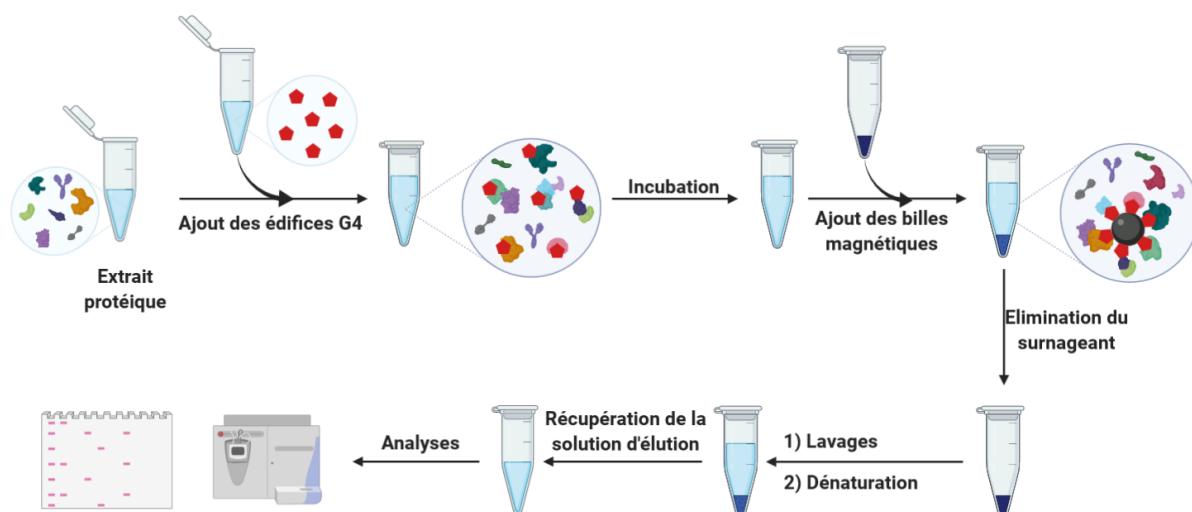 Extrait
protéique
Ajout des édifices G4
Incubation
Ajout des billes
magnétiques
Elimination du
surnageant
1) Lavages
2) Dénaturation
Récupération de la
solution d'élution
Analyses